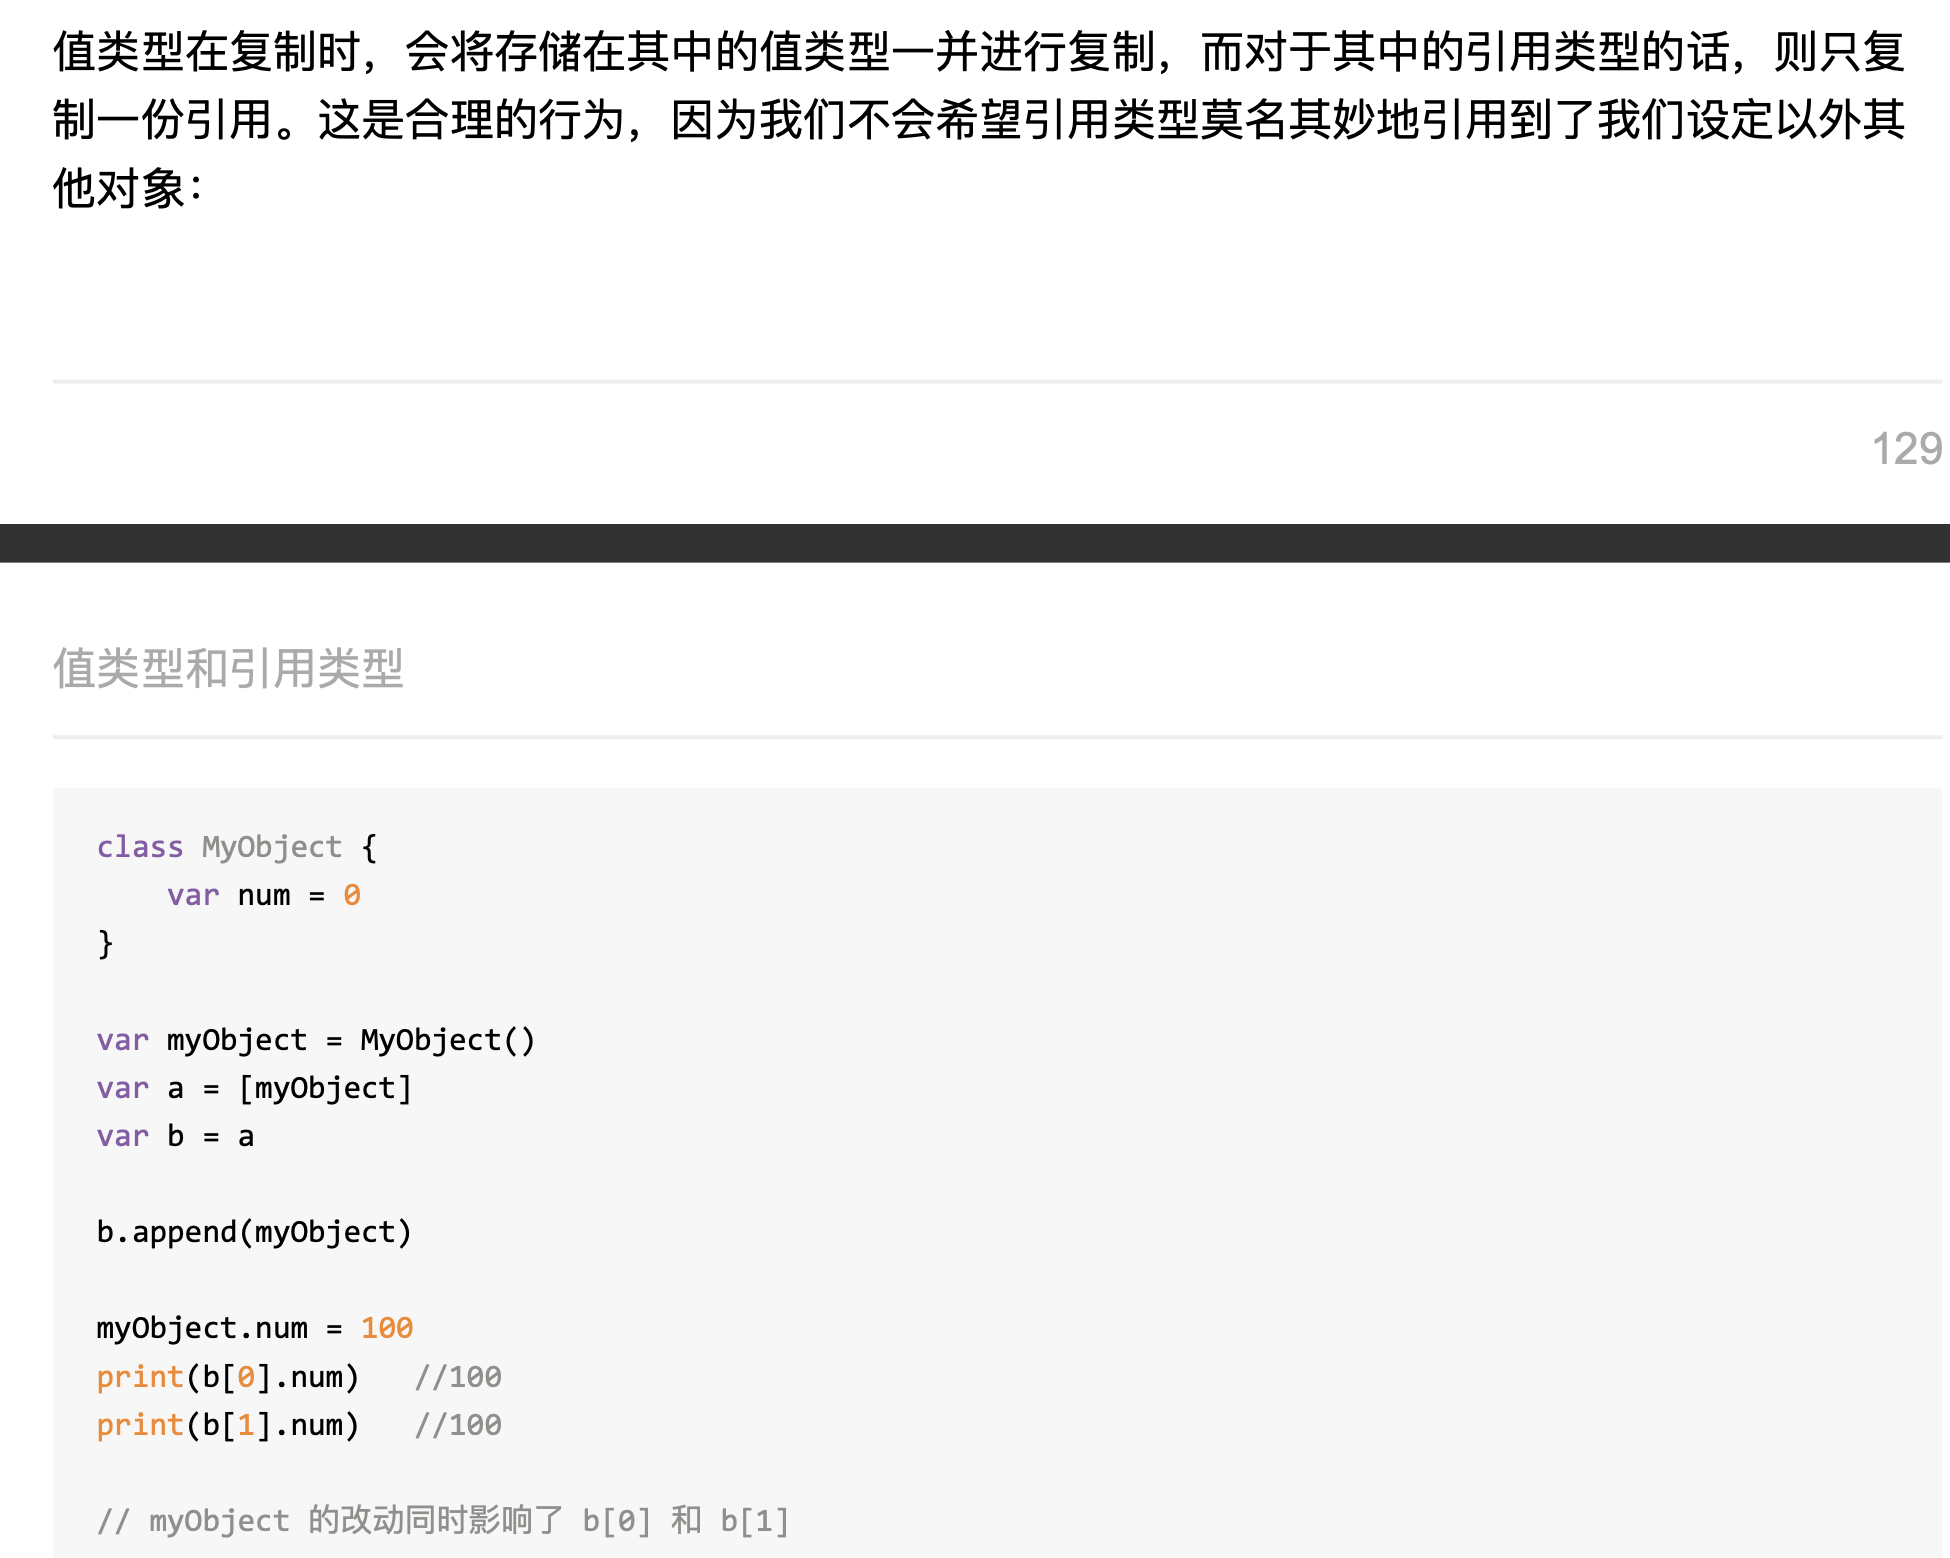 值类型在复制时，会将存储在其中的值类型一并进行复制，而对于其中的引用类型的话，则只复
制一份引用。这是合理的行为，因为我们不会希望引用类型莫名其妙地引用到了我们设定以外其
他对象：
129
值类型和引用类型
class MyObject {
    var num = 0
}
var myObject = MyObject()
var a = [myObject]
var b = a
b.append(myObject)
myObject.num = 100
print(b[0].num)   //100
print(b[1].num)   //100
// myObject 的改动同时影响了 b[0] 和 b[1]